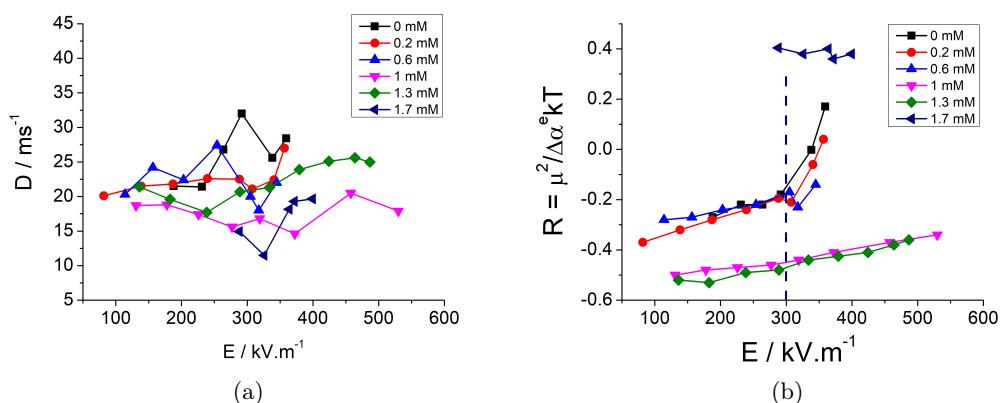 45
40
35
30
25
20
15
10
5
D / ms⁻¹
0 mM
0.2 mM
0.6 mM
1 mM
1.3 mM
1.7 mM
100 200 300 400 500 600
E / kV.m⁻¹
(a)
0.4
0.2
0.0
-0.2
-0.4
-0.6
R = μ²/ΔαᵉkT
0 mM
0.2 mM
0.6 mM
1 mM
1.3 mM
1.7 mM
100 200 300 400 500 600
E / kV.m⁻¹
(b)